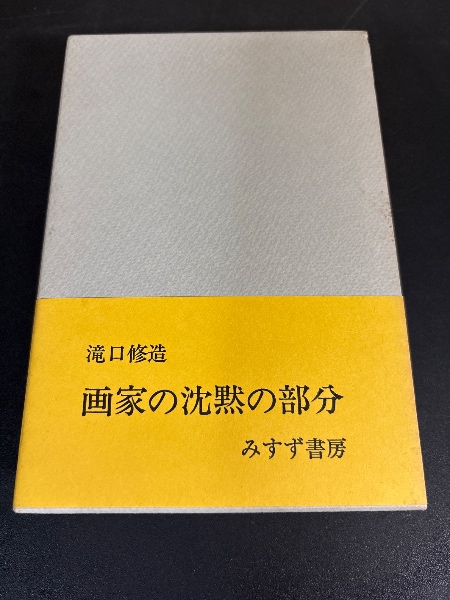 滝口修造
画家の沈黙の部分
みすず書房